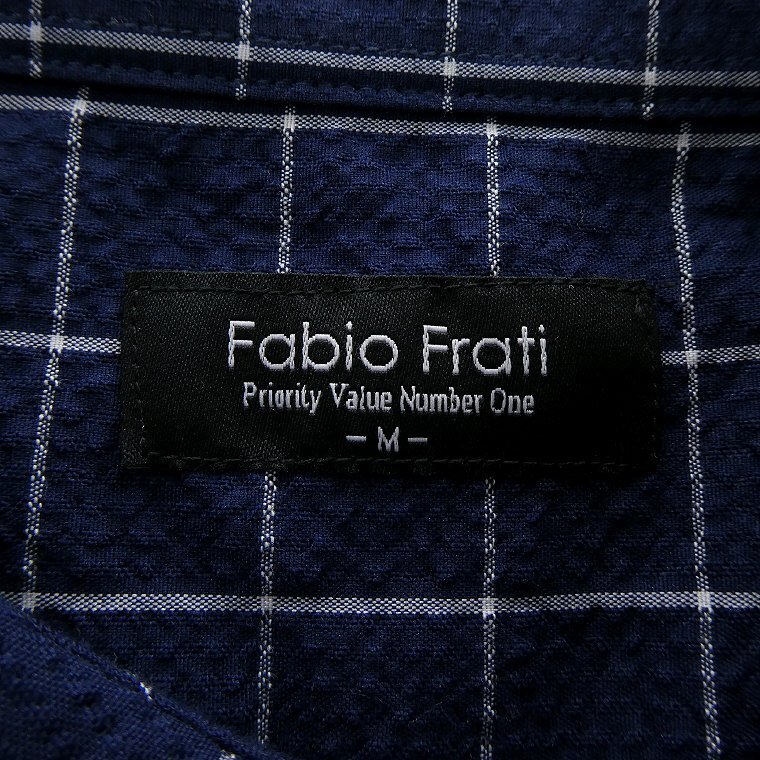 Fabio Frati
Priority Value Number One
- M -